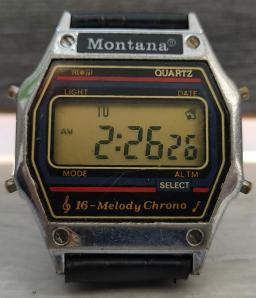 Montana®
QUARTZ
LIGHT DATE
TU
AM 2:26 26
MODE ALTM
SELECT
16-Melody Chrono